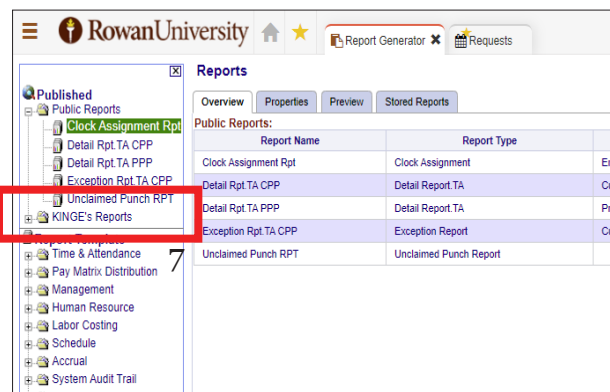 RowanUniversity
Report Generator
Requests
Published
Public Reports
Clock Assignment Rpt
Detail Rpt.TA CPP
Detail Rpt.TA PPP
Exception Rpt.TA CPP
Unclaimed Punch RPT
KINGE's Reports
Report Template
Time & Attendance
7
Pay Matrix Distribution
Management
Human Resource
Labor Costing
Schedule
Accrual
System Audit Trail
Reports
Overview Properties Preview Stored Reports
Public Reports:
Report Name Report Type
Clock Assignment Rpt Clock Assignment
Detail Rpt.TA CPP Detail Report.TA
Detail Rpt.TA PPP Detail Report.TA
Exception Rpt.TA CPP Exception Report
Unclaimed Punch RPT Unclaimed Punch Report